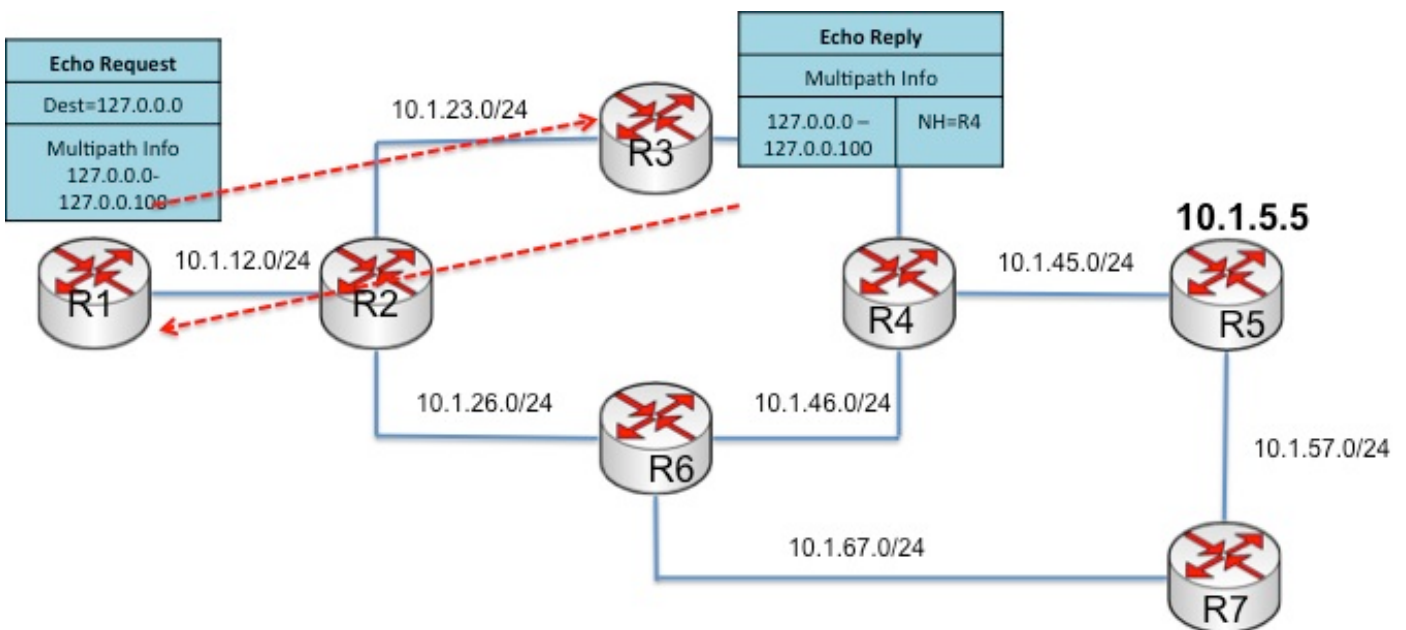 Echo Request
Dest=127.0.0.0
Multipath Info
127.0.0.0-
127.0.0.100
Echo Reply
Multipath Info
127.0.0.0 –
127.0.0.100
NH=R4
10.1.23.0/24
R3
10.1.5.5
10.1.12.0/24
10.1.45.0/24
R1
R2
R4
R5
10.1.26.0/24
10.1.46.0/24
R6
10.1.57.0/24
10.1.67.0/24
R7